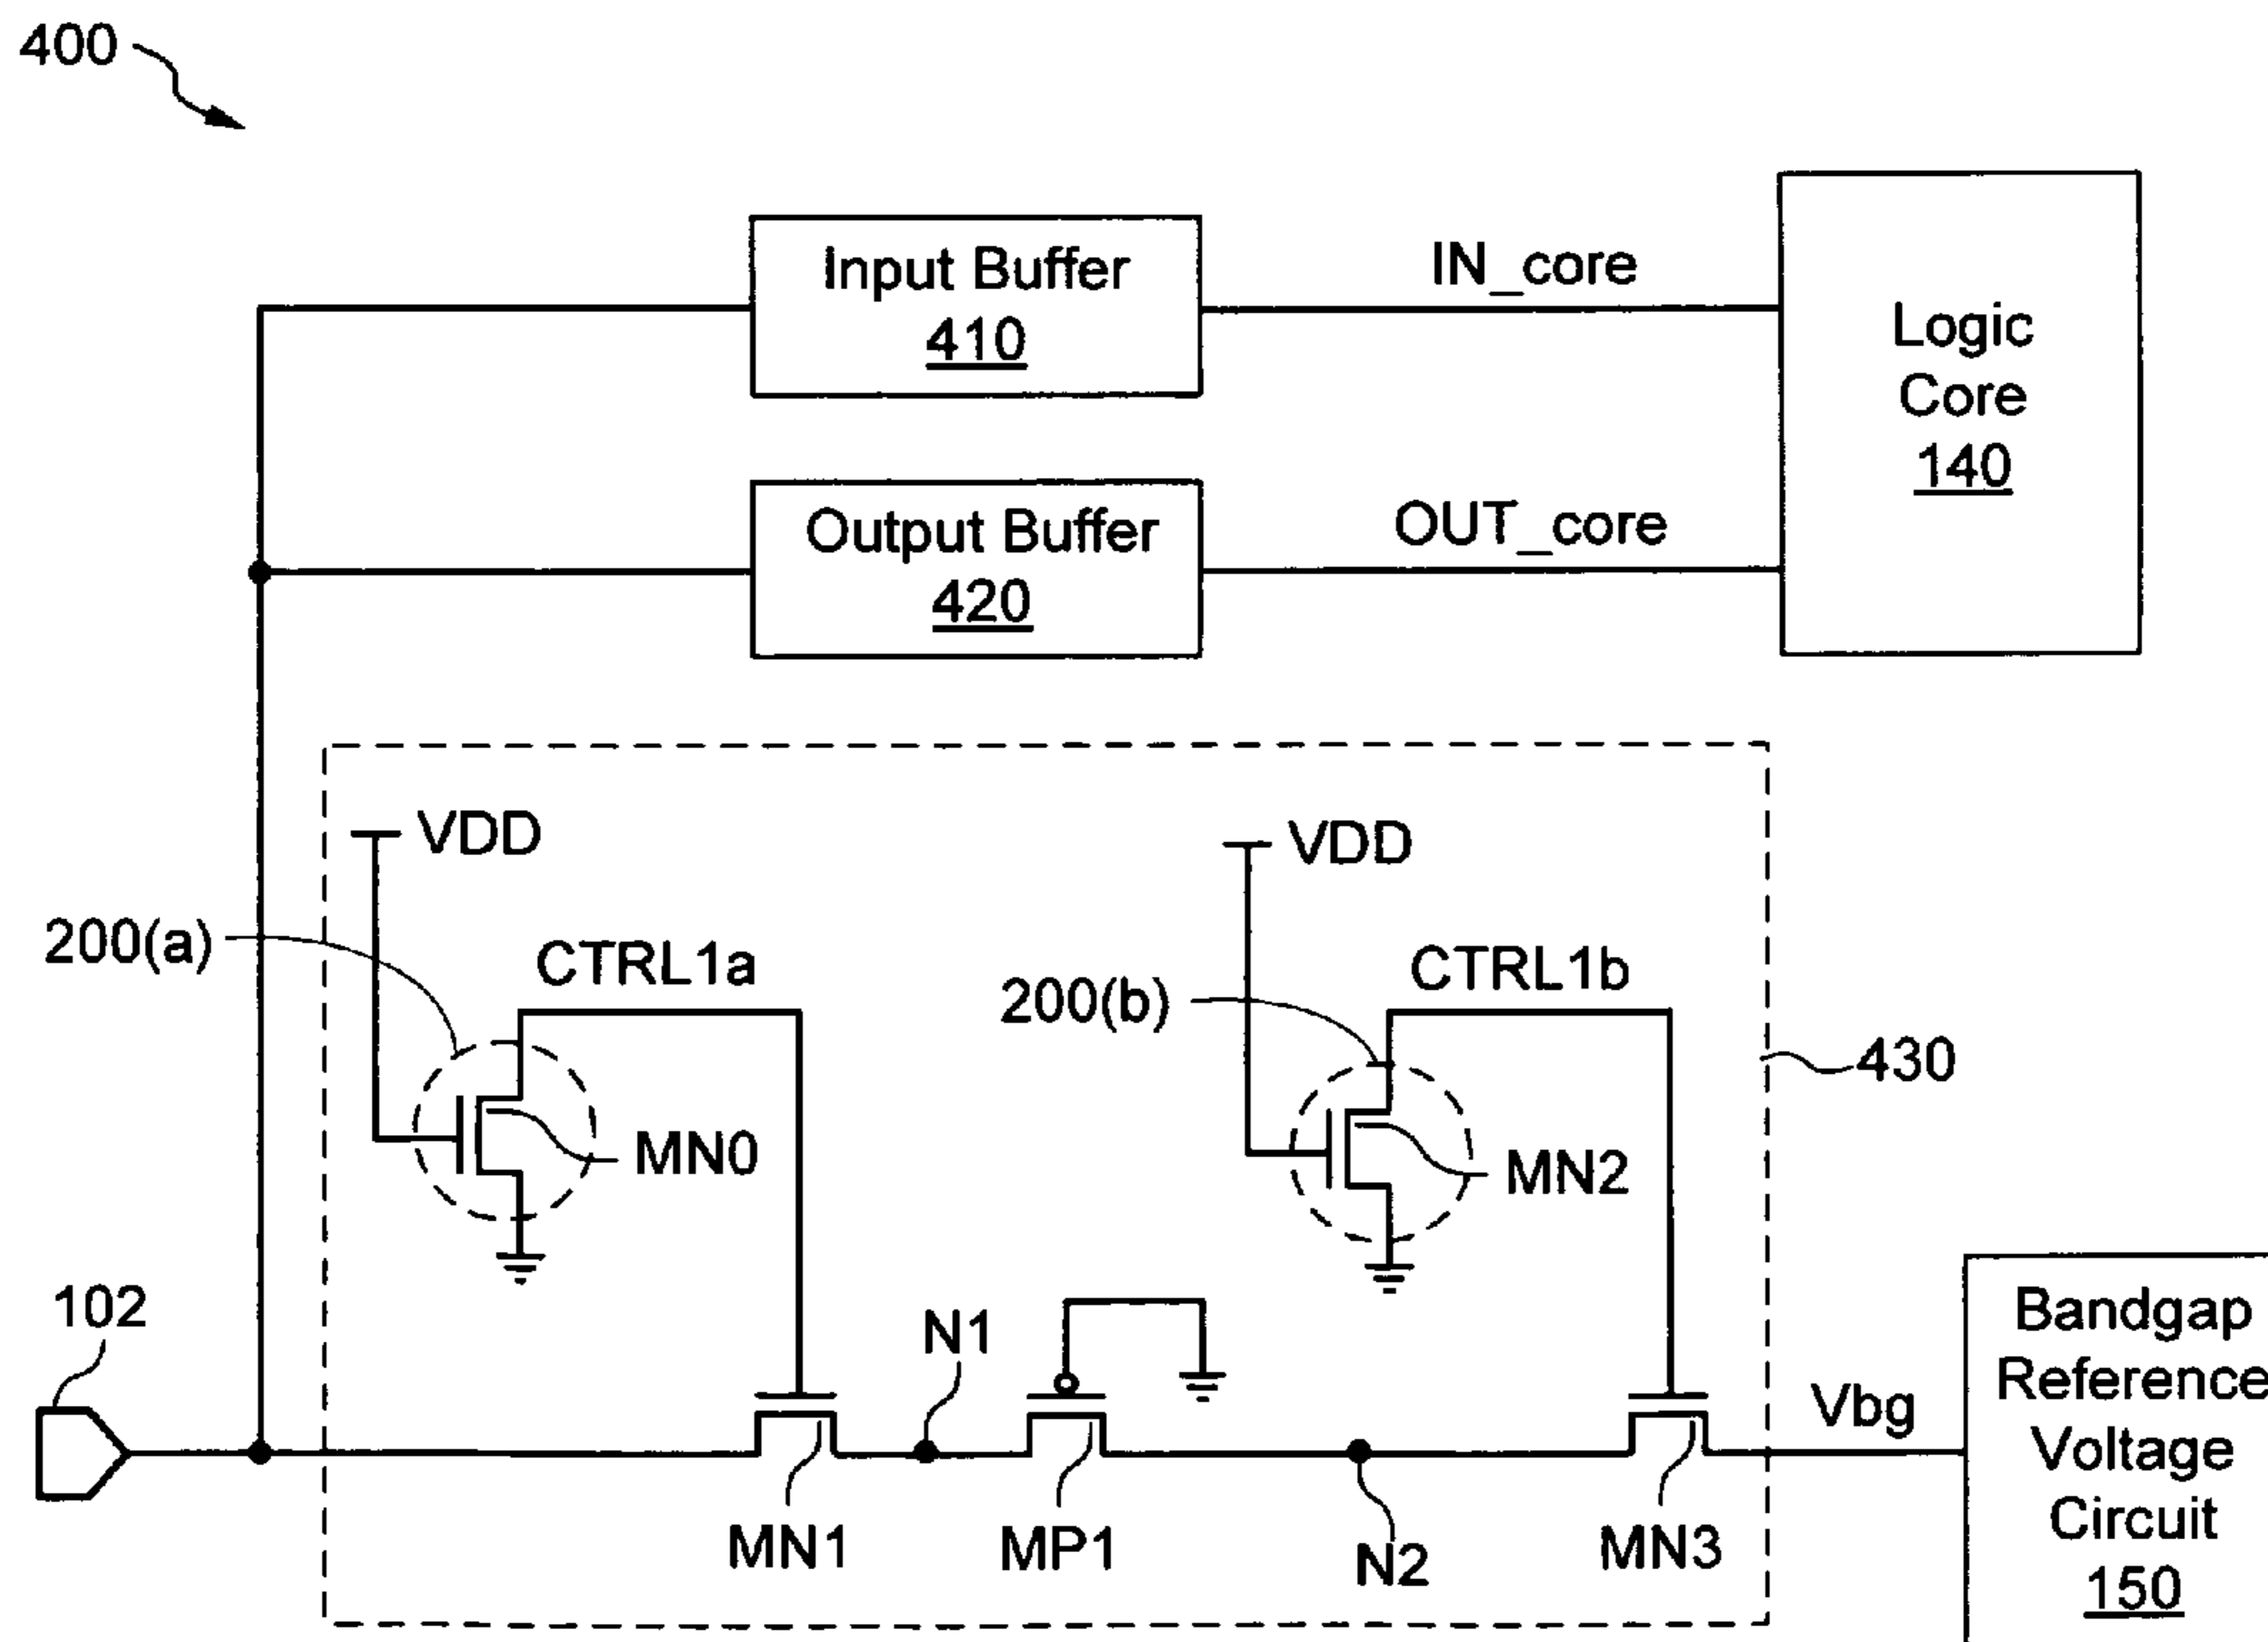 400
Input Buffer
410
IN_core
Logic
Core
140
Output Buffer
420
OUT_core
VDD
VDD
200(a)
CTRL1a
200(b)
CTRL1b
430
MN0
MN2
102
N1
Vbg
Bandgap
Reference
Voltage
Circuit
150
MN1
MP1
N2
MN3